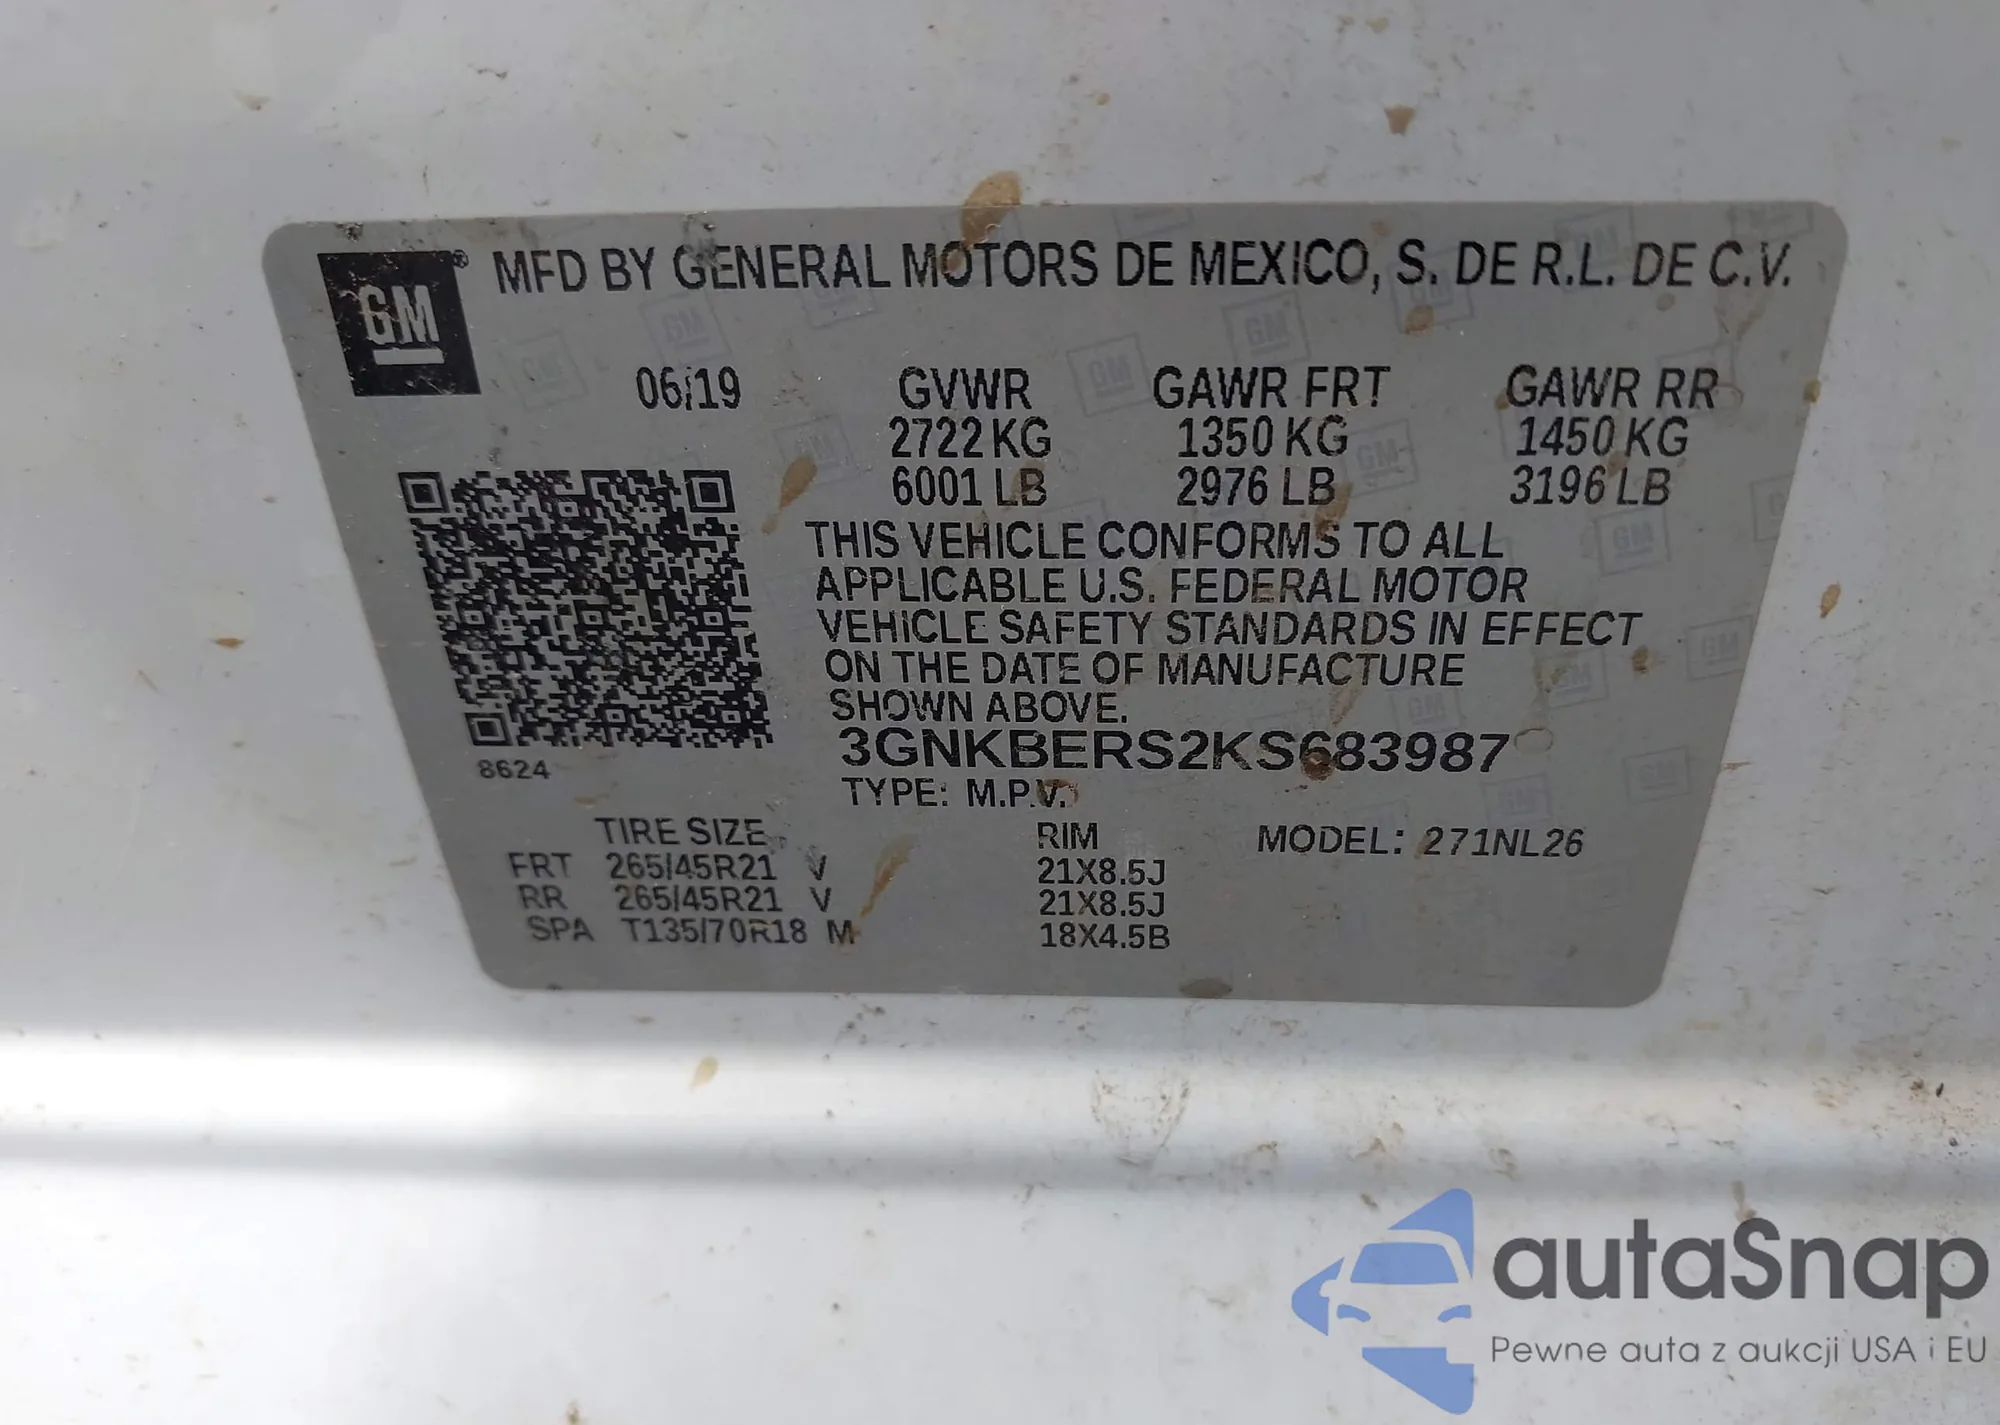 GM® MFD BY GENERAL MOTORS DE MEXICO, S. DE R.L. DE C.V.
06/19 GVWR GAWR FRT GAWR RR
2722 KG 1350 KG 1450 KG
6001 LB 2976 LB 3196 LB
THIS VEHICLE CONFORMS TO ALL
APPLICABLE U.S. FEDERAL MOTOR
VEHICLE SAFETY STANDARDS IN EFFECT
ON THE DATE OF MANUFACTURE
SHOWN ABOVE.
3GNKBERS2KS683987
8624
TYPE: M.P.V.
TIRE SIZE RIM MODEL: 271NL26
FRT 265/45R21 V 21X8.5J
RR 265/45R21 V 21X8.5J
SPA T135/70R18 M 18X4.5B
autaSnap
Pewne auta z aukcji USA i EU